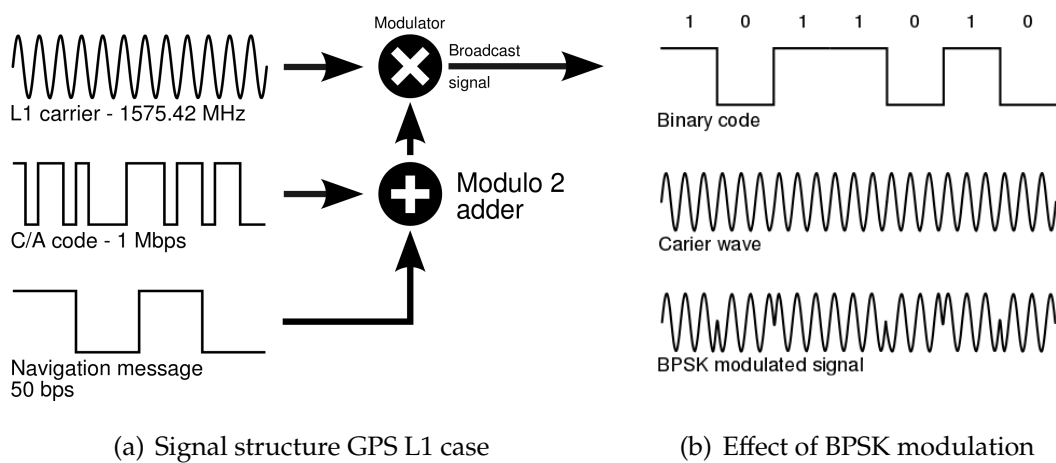 Modulator
Broadcast
signal
L1 carrier - 1575.42 MHz
C/A code - 1 Mbps
Modulo 2
adder
Navigation message
50 bps
(a) Signal structure GPS L1 case
1 0 1 1 0 1 0
Binary code
Carier wave
BPSK modulated signal
(b) Effect of BPSK modulation